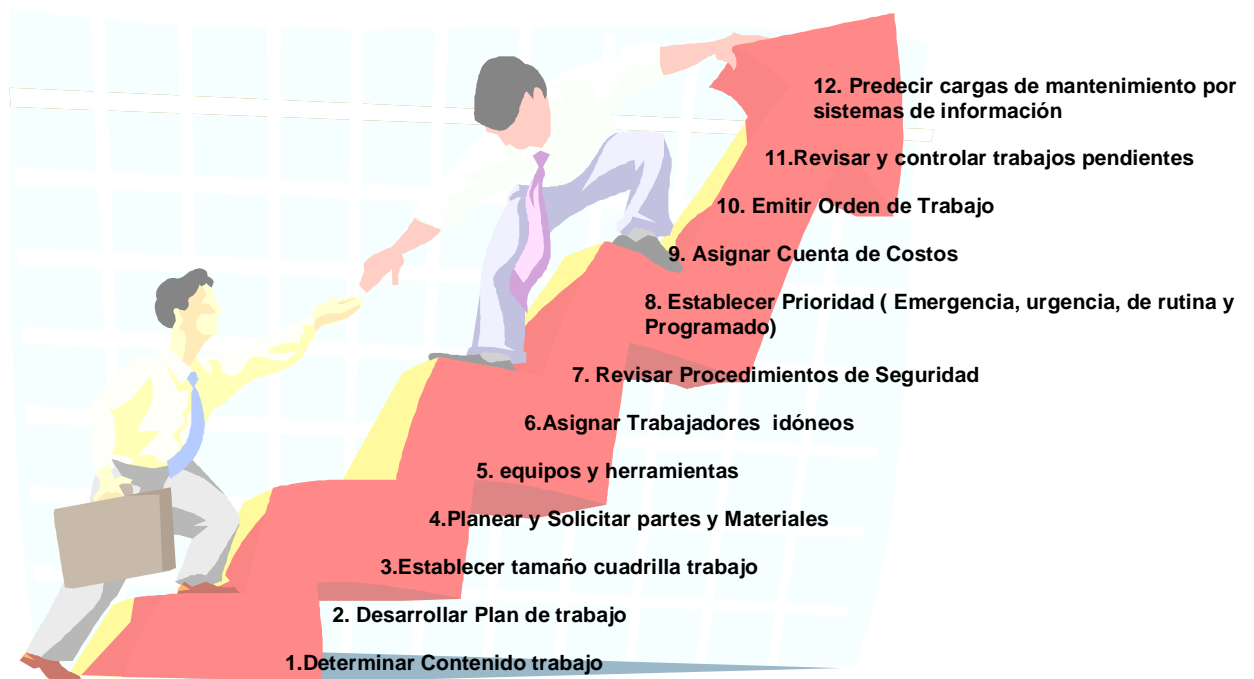 12. Predecir cargas de mantenimiento por
sistemas de información
11.Revisar y controlar trabajos pendientes
10. Emitir Orden de Trabajo
9. Asignar Cuenta de Costos
8. Establecer Prioridad ( Emergencia, urgencia, de rutina y
Programado)
7. Revisar Procedimientos de Seguridad
6.Asignar Trabajadores  idóneos
5. equipos y herramientas
4.Planear y Solicitar partes y Materiales
3.Establecer tamaño cuadrilla trabajo
2. Desarrollar Plan de trabajo
1.Determinar Contenido trabajo